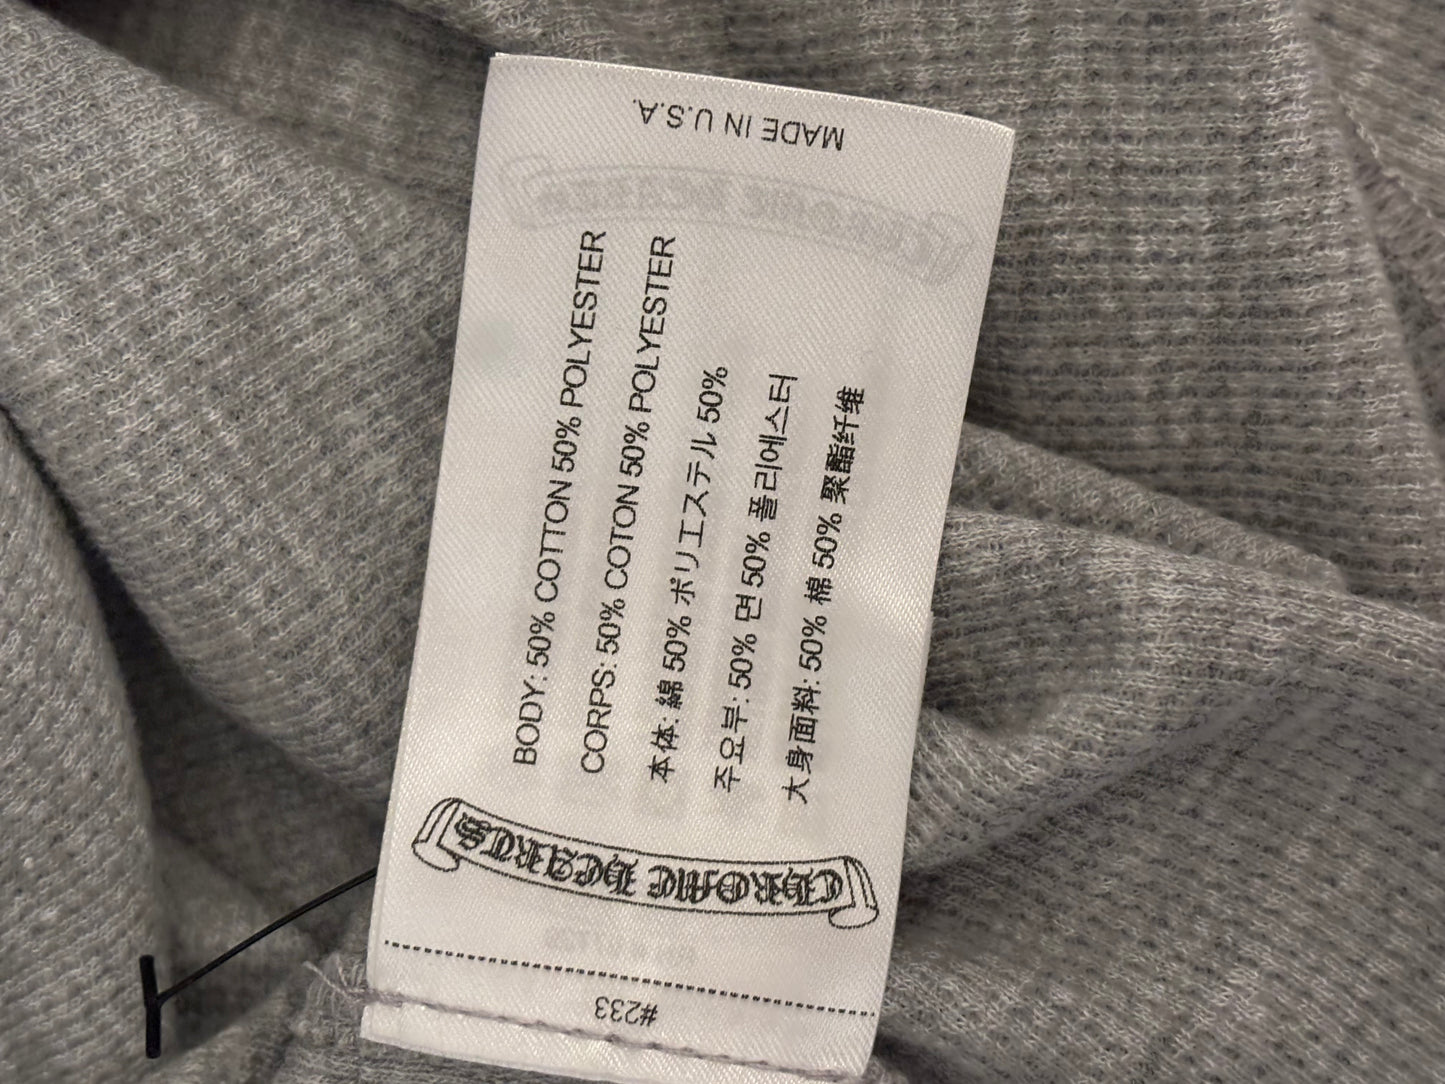 MADE IN U.S.A.
BODY: 50% COTTON 50% POLYESTER
CORPS: 50% COTON 50% POLYESTER
本体: 綿 50% ポリエステル 50%
주요부: 50% 면 50% 폴리에스터
大身面料: 50% 棉 50% 聚酯纤维
CHROME HEARTS
#233